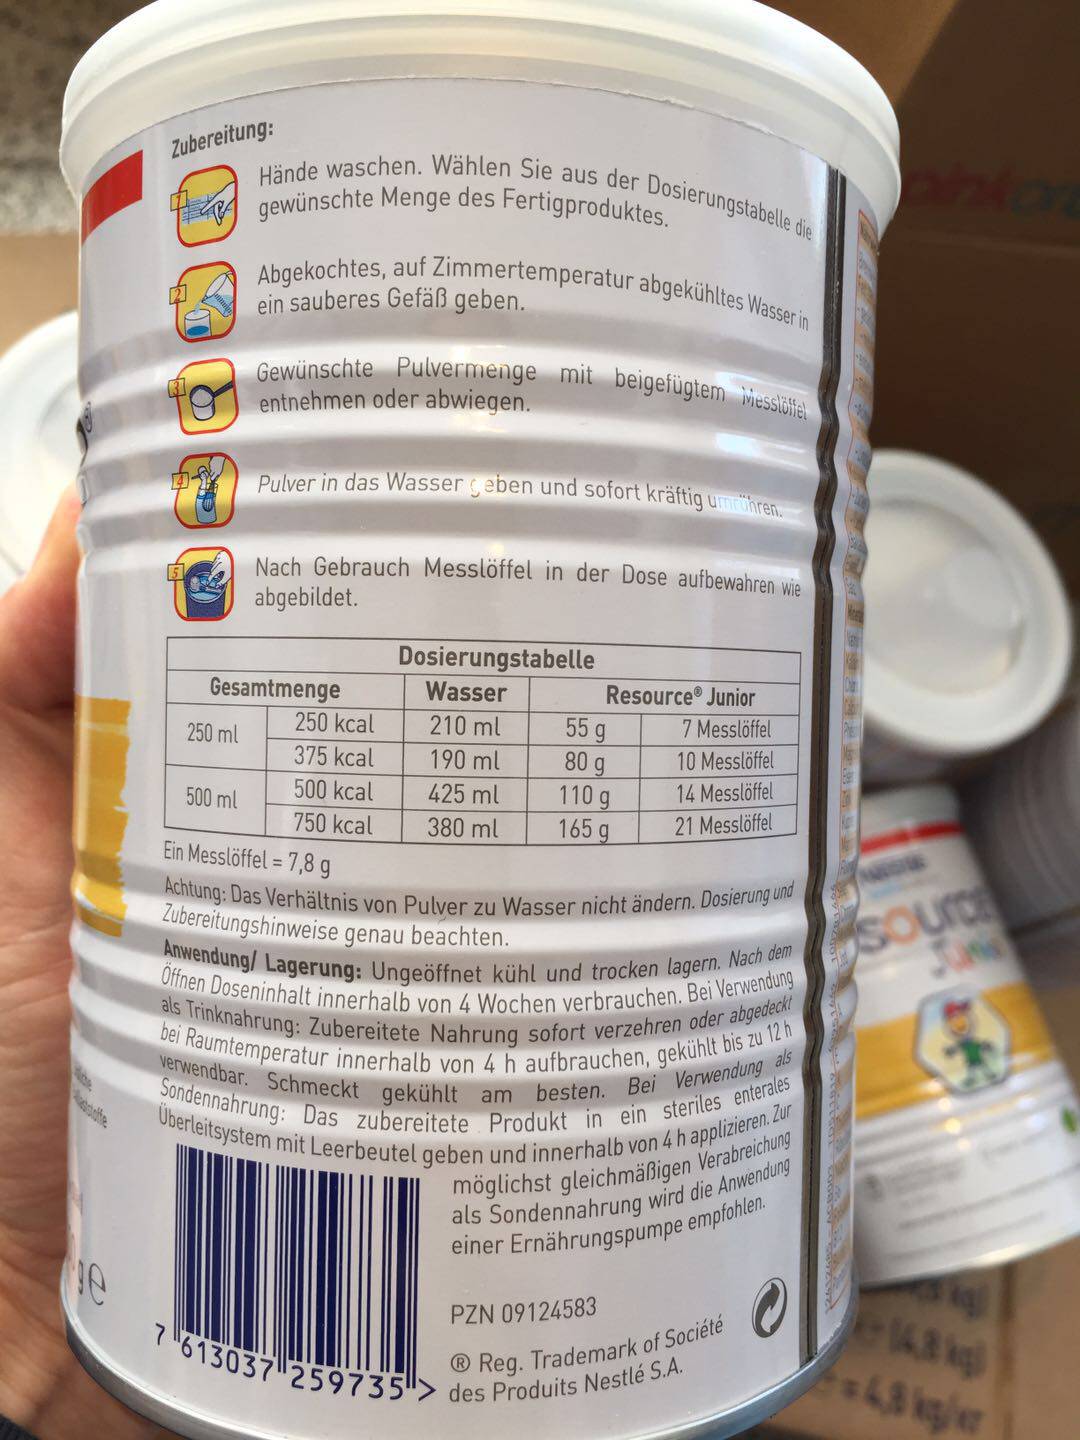 Zubereitung:
1
Hände waschen. Wählen Sie aus der Dosierungstabelle die
gewünschte Menge des Fertigproduktes.
2
Abgekochtes, auf Zimmertemperatur abgekühltes Wasser in
ein sauberes Gefäß geben.
3
Gewünschte Pulvermenge mit beigefügtem Messlöffel
entnehmen oder abwiegen.
4
Pulver in das Wasser geben und sofort kräftig umrühren.
5
Nach Gebrauch Messlöffel in der Dose aufbewahren wie
abgebildet.
Dosierungstabelle
Gesamtmenge Wasser Resource® Junior
250 ml 250 kcal 210 ml 55 g 7 Messlöffel
375 kcal 190 ml 80 g 10 Messlöffel
500 ml 500 kcal 425 ml 110 g 14 Messlöffel
750 kcal 380 ml 165 g 21 Messlöffel
Ein Messlöffel = 7,8 g
Achtung: Das Verhältnis von Pulver zu Wasser nicht ändern. Dosierung und
Zubereitungshinweise genau beachten.
Anwendung/ Lagerung: Ungeöffnet kühl und trocken lagern. Nach dem
Öffnen Doseninhalt innerhalb von 4 Wochen verbrauchen. Bei Verwendung
als Trinknahrung: Zubereitete Nahrung sofort verzehren oder abgedeckt
bei Raumtemperatur innerhalb von 4 h aufbrauchen, gekühlt bis zu 12 h
verwendbar. Schmeckt gekühlt am besten. Bei Verwendung als
Sondennahrung: Das zubereitete Produkt in ein steriles enterales
Überleitsystem mit Leerbeutel geben und innerhalb von 4 h applizieren. Zur
möglichst gleichmäßigen Verabreichung
als Sondennahrung wird die Anwendung
einer Ernährungspumpe empfohlen.
PZN 09124583
® Reg. Trademark of Société
des Produits Nestlé S.A.
7 613037 259735 >
g e